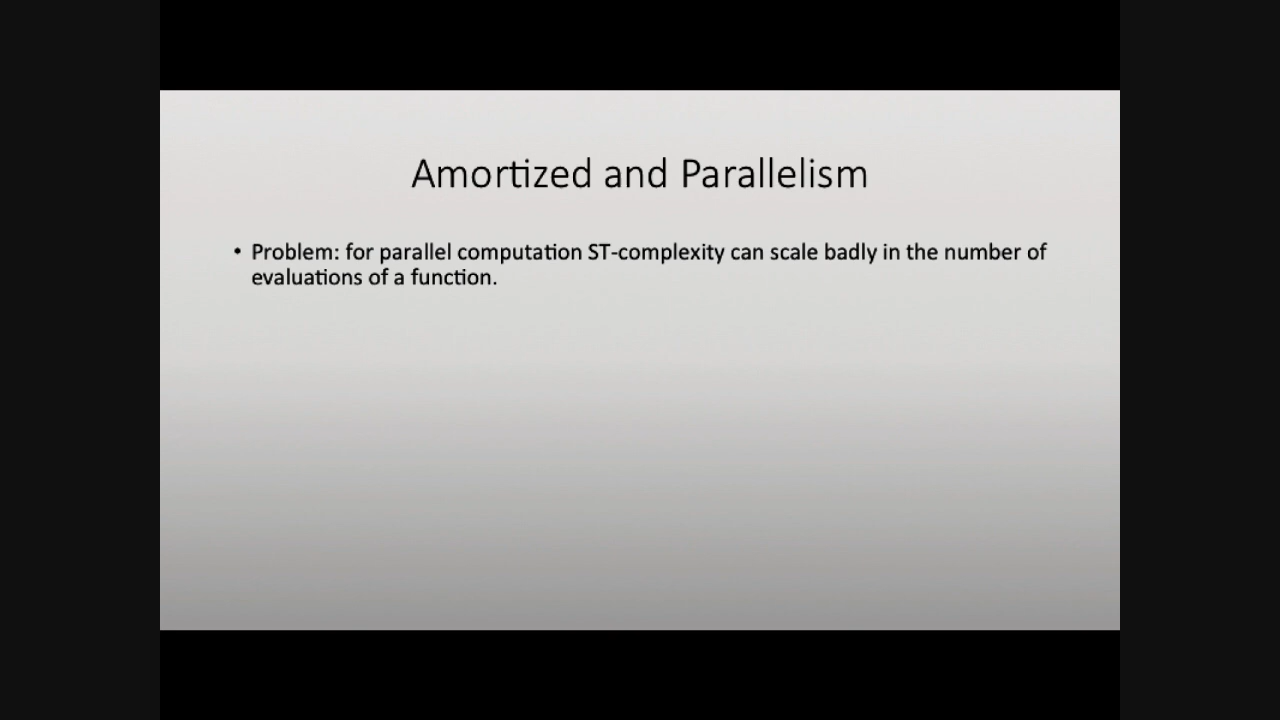 Amortized and Parallelism
• Problem: for parallel computation ST-complexity can scale badly in the number of
evaluations of a function.